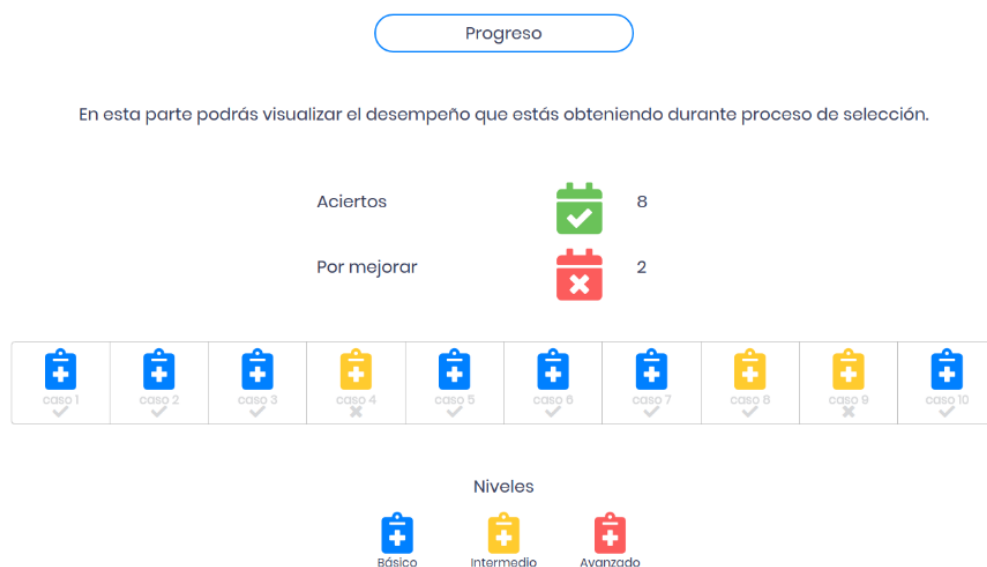 Progreso
En esta parte podrás visualizar el desempeño que estás obteniendo durante proceso de selección.
Aciertos 8
Por mejorar 2
caso 1 caso 2 caso 3 caso 4 caso 5 caso 6 caso 7 caso 8 caso 9 caso 10
Niveles
Básico Intermedio Avanzado